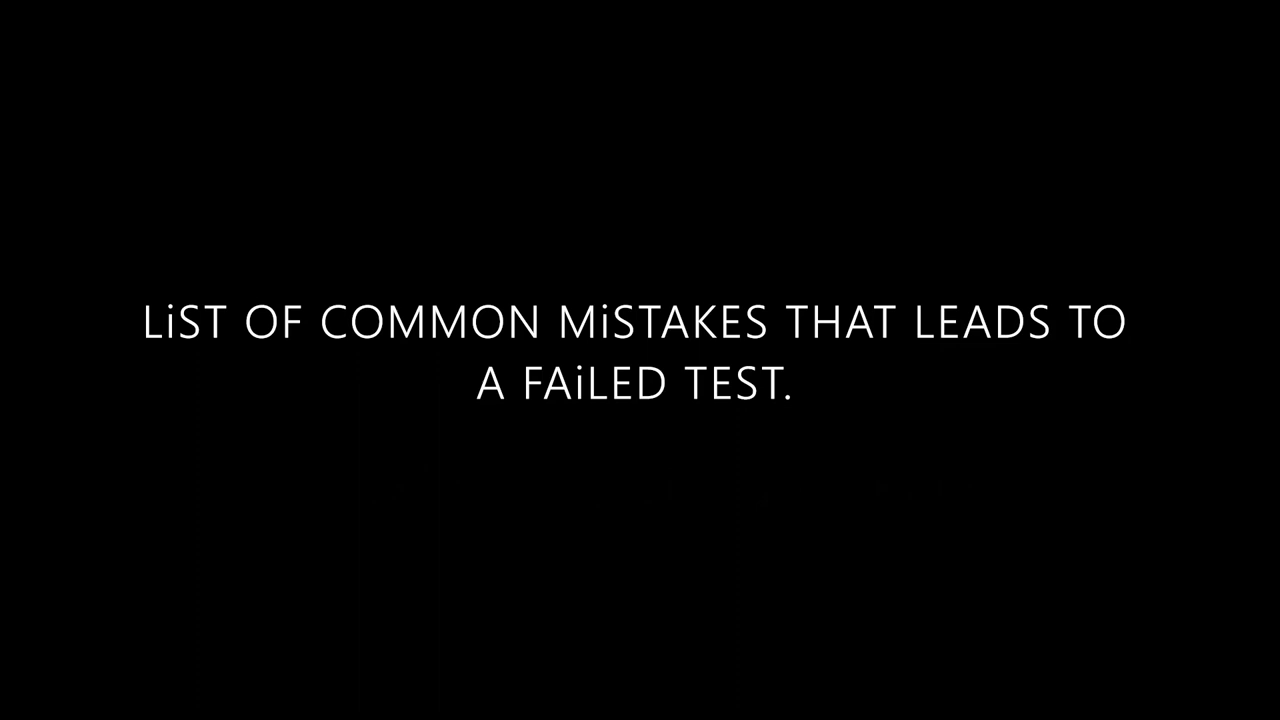 LiST OF COMMON MiSTAKES THAT LEADS TO
A FAiLED TEST.